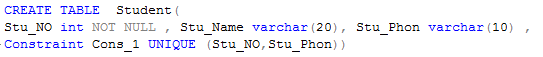 CREATE TABLE  Student(
Stu_NO int NOT NULL , Stu_Name varchar(20), Stu_Phon varchar(10) ,
Constraint Cons_1 UNIQUE (Stu_NO,Stu_Phon))